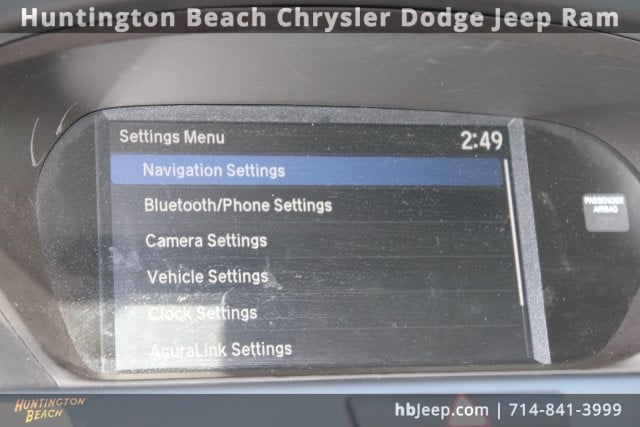 Huntington Beach Chrysler Dodge Jeep Ram
Settings Menu 2:49
Navigation Settings
Bluetooth/Phone Settings
Camera Settings
Vehicle Settings
Clock Settings
AcuraLink Settings
PASSENGER
AIRBAG
HUNTINGTON
BEACH
hbjeep.com | 714-841-3999